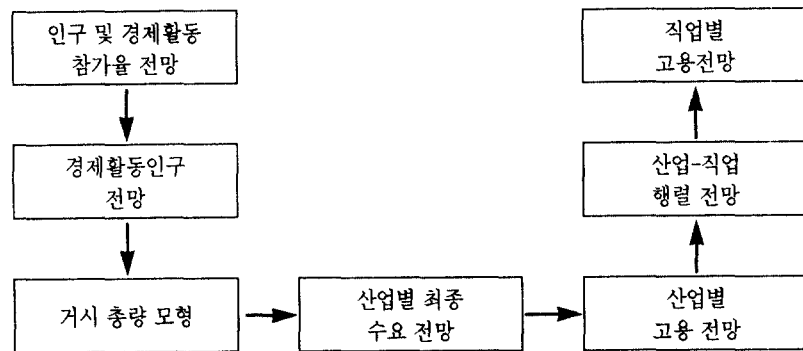 인구 및 경제활동
참가율 전망
경제활동인구
전망
거시 총량 모형
산업별 최종
수요 전망
산업별
고용 전망
산업-직업
행렬 전망
직업별
고용전망